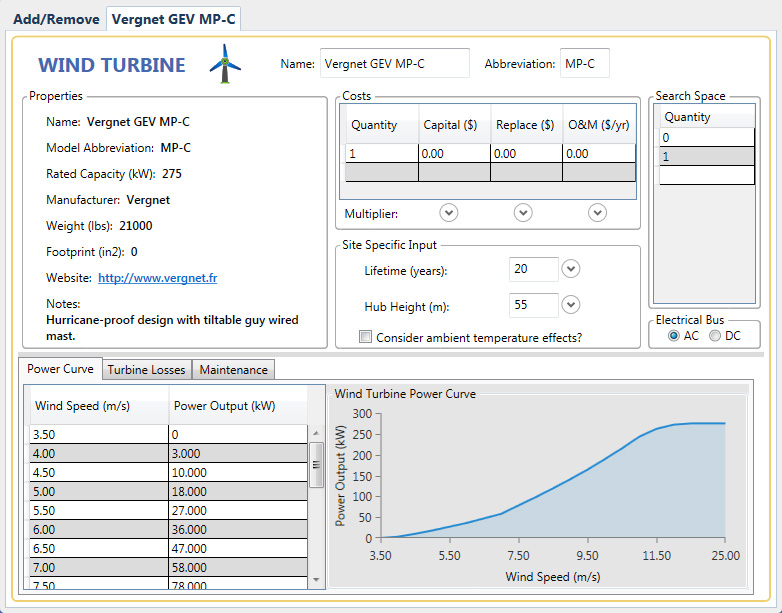 Add/Remove Vergnet GEV MP-C
WIND TURBINE Name: Vergnet GEV MP-C Abbreviation: MP-C
Properties
Name: Vergnet GEV MP-C
Model Abbreviation: MP-C
Rated Capacity (kW): 275
Manufacturer: Vergnet
Weight (lbs): 21000
Footprint (in2): 0
Website: http://www.vergnet.fr
Notes:
Hurricane-proof design with tiltable guy wired
mast.
Costs
Quantity Capital ($) Replace ($) O&M ($/yr)
1 0.00 0.00 0.00
Multiplier:
Site Specific Input
Lifetime (years): 20
Hub Height (m): 55
Consider ambient temperature effects?
Search Space
Quantity
0
1
Electrical Bus
AC DC
Power Curve Turbine Losses Maintenance
Wind Speed (m/s) Power Output (kW)
3.50 0
4.00 3.000
4.50 10.000
5.00 18.000
5.50 27.000
6.00 36.000
6.50 47.000
7.00 58.000
7.50 78.000
Wind Turbine Power Curve
Power Output (kW)
300
250
200
150
100
50
0
3.50 5.50 7.50 9.50 11.50 25.00
Wind Speed (m/s)